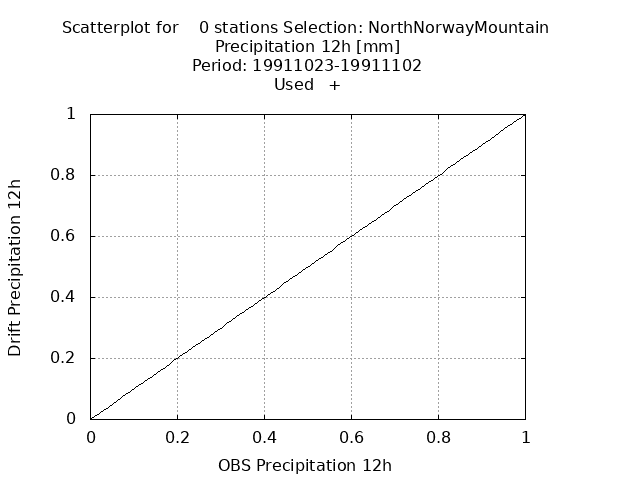 Scatterplot for    0 stations Selection: NorthNorwayMountain
Precipitation 12h [mm]
Period: 19911023-19911102
Used   +
1
0.8
0.6
0.4
0.2
0
Drift Precipitation 12h
0 0.2 0.4 0.6 0.8 1
OBS Precipitation 12h